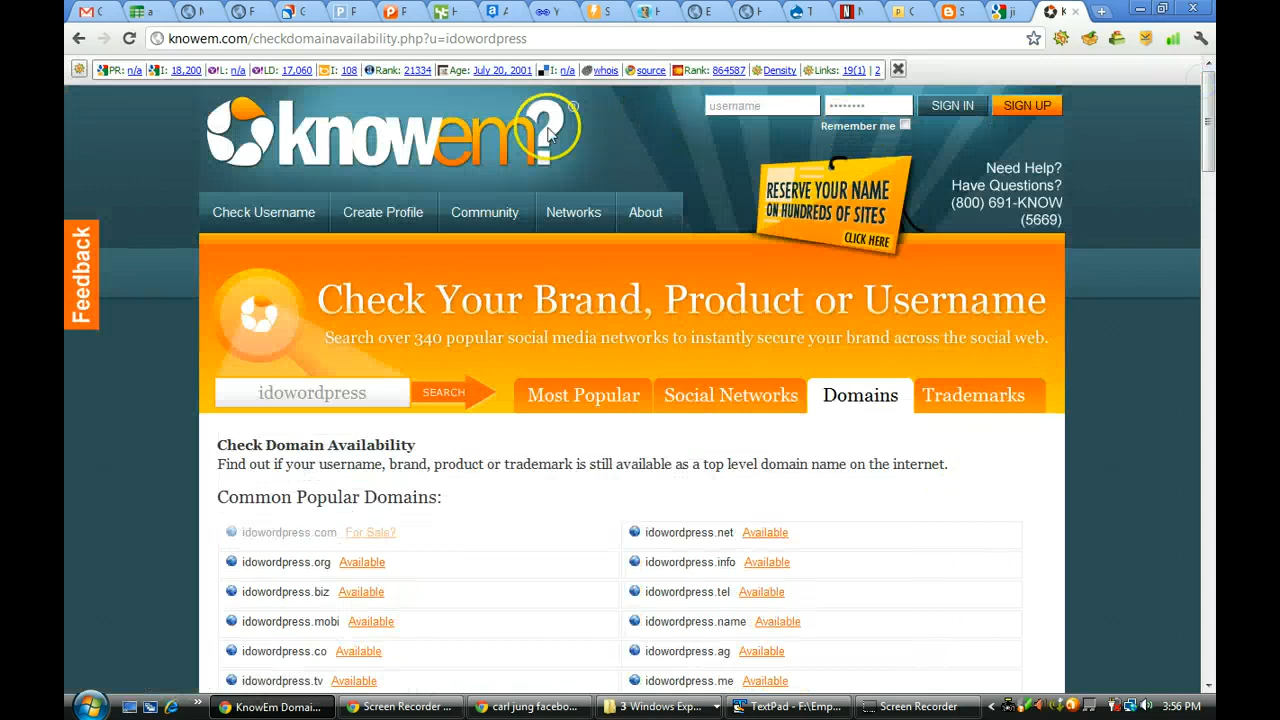 knowem.com/checkdomainavailability.php?u=idowordpress
PR: n/a I: 18,200 L: n/a LD: 17,060 I: 108 Rank: 21334 Age: July 20, 2001 I: n/a whois source Rank: 864587 Density Links: 19(1) | 2
knowem?
username
SIGN IN
SIGN UP
Remember me
RESERVE YOUR NAME
ON HUNDREDS OF SITES
CLICK HERE
Need Help?
Have Questions?
(800) 691-KNOW
(5669)
Check Username
Create Profile
Community
Networks
About
Feedback
Check Your Brand, Product or Username
Search over 340 popular social media networks to instantly secure your brand across the social web.
idowordpress
SEARCH
Most Popular
Social Networks
Domains
Trademarks
Check Domain Availability
Find out if your username, brand, product or trademark is still available as a top level domain name on the internet.
Common Popular Domains:
idowordpress.com For Sale?
idowordpress.net Available
idowordpress.org Available
idowordpress.info Available
idowordpress.biz Available
idowordpress.tel Available
idowordpress.mobi Available
idowordpress.name Available
idowordpress.co Available
idowordpress.ag Available
idowordpress.tv Available
idowordpress.me Available
KnowEm Domai...
Screen Recorder ...
carl jung facebo...
3 Windows Exp...
TextPad - F:\Emp...
Screen Recorder
3:56 PM